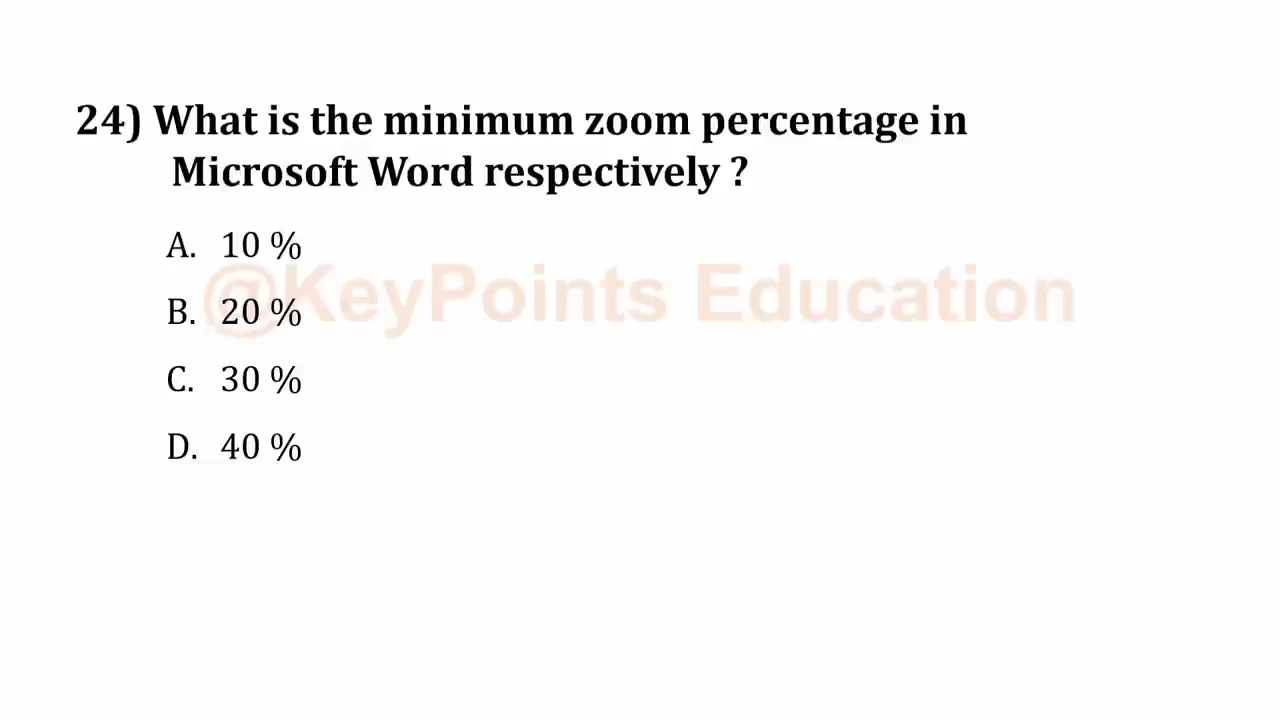 24) What is the minimum zoom percentage in
Microsoft Word respectively ?
A. 10 %
@KeyPoints Education
B. 20 %
C. 30 %
D. 40 %